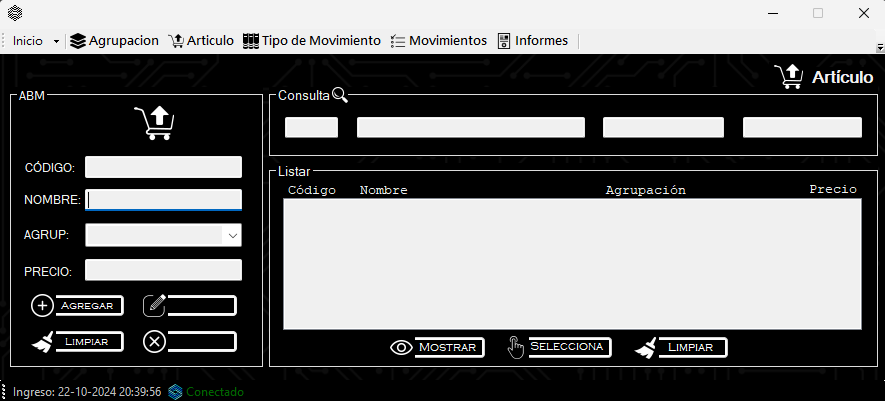 Inicio Agrupacion Articulo Tipo de Movimiento Movimientos Informes
Artículo
ABM
CÓDIGO:
NOMBRE:
AGRUP:
PRECIO:
AGREGAR
LIMPIAR
Consulta
Listar
Código Nombre Agrupación Precio
MOSTRAR SELECCIONA LIMPIAR
Ingreso: 22-10-2024 20:39:56 Conectado